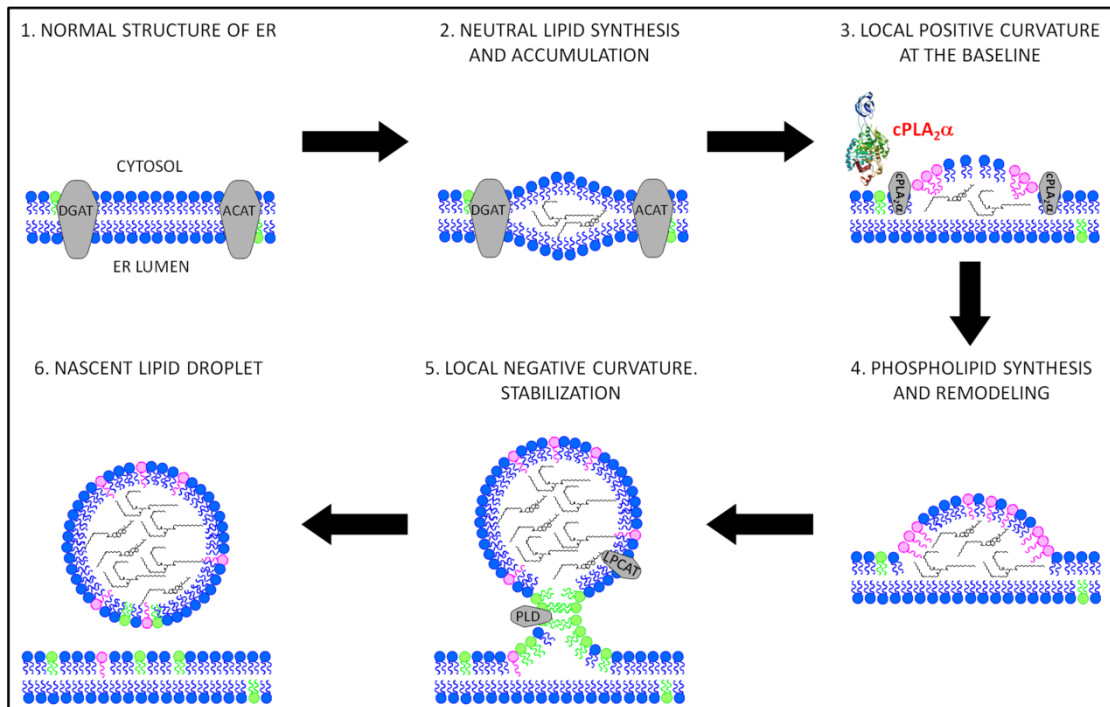 1. NORMAL STRUCTURE OF ER
CYTOSOL
DGAT
ACAT
ER LUMEN
2. NEUTRAL LIPID SYNTHESIS
AND ACCUMULATION
DGAT
ACAT
3. LOCAL POSITIVE CURVATURE
AT THE BASELINE
cPLA₂α
cPLA₂α
cPLA₂α
4. PHOSPHOLIPID SYNTHESIS
AND REMODELING
5. LOCAL NEGATIVE CURVATURE.
STABILIZATION
LPCAT
PLD
6. NASCENT LIPID DROPLET